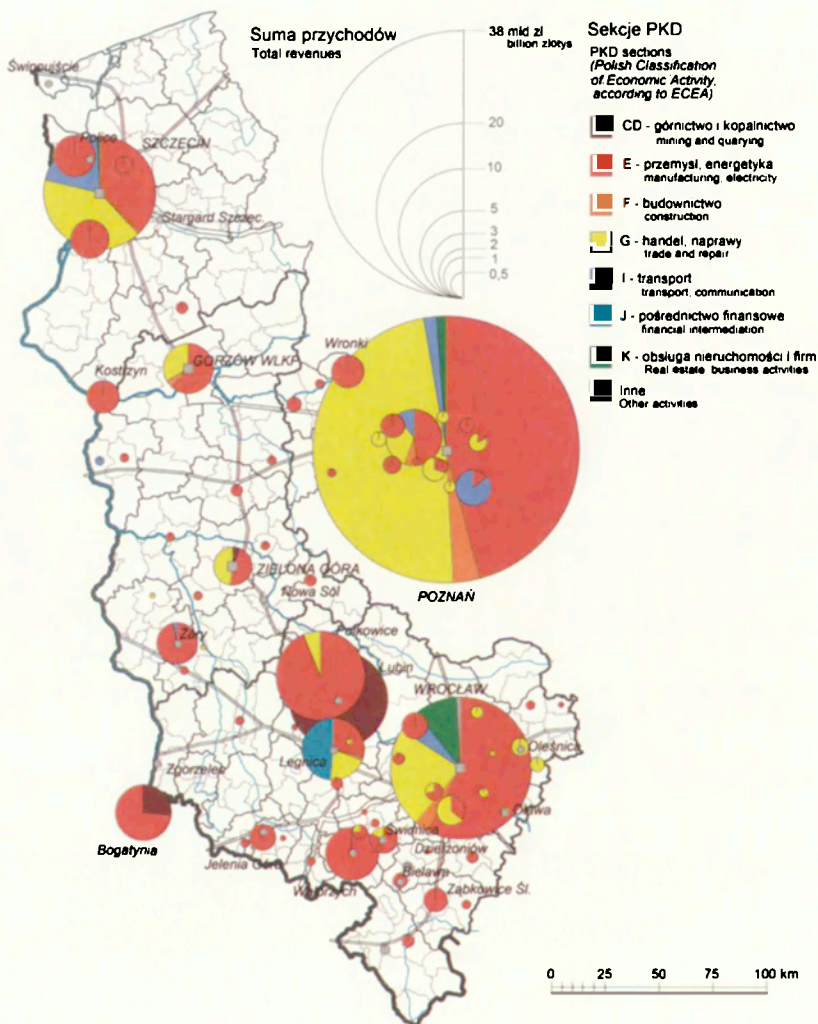 Suma przychodów
Total revenues
38 mld zl
billion zlotys
20
10
5
3
2
1
0,5
Sekcje PKD
PKD sections
(Polish Classification
of Economic Activity,
according to ECEA)
CD - górnictwo i kopalnictwo
mining and quarying
E - przemysł, energetyka
manufacturing, electricity
F - budownictwo
construction
G - handel, naprawy
trade and repair
I - transport
transport, communication
J - pośrednictwo finansowe
financial intermediation
K - obsługa nieruchomości i firm
Real estate, business activities
Inne
Other activities
Świnoujście
Police
SZCZECIN
Stargard Szczec.
Kostrzyn
GORZÓW WLKP.
Wronki
POZNAŃ
ZIELONA GÓRA
Nowa Sól
Żary
Polkowice
Lubin
WROCŁAW
Legnica
Oleśnica
Zgorzelec
Oława
Bogatynia
Świdnica
Dzierżoniów
Jelenia Góra
Bielawa
Wałbrzych
Ząbkowice Śl.
0 25 50 75 100 km